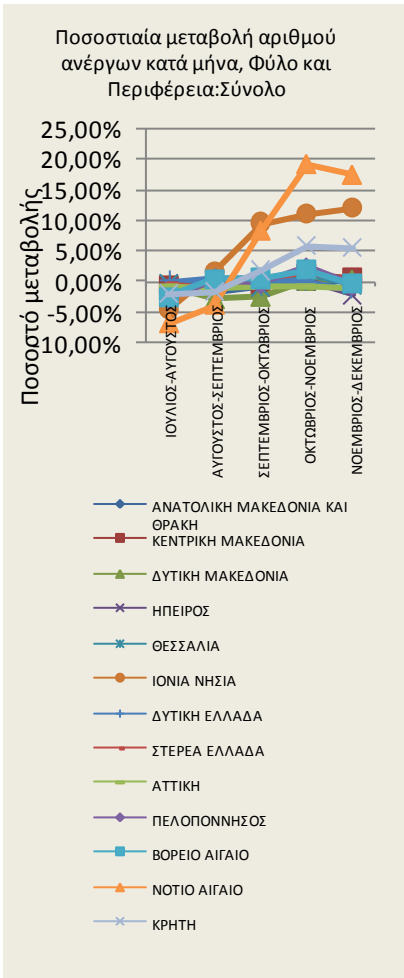 Ποσοστιαία μεταβολή αριθμού
ανέργων κατά μήνα, Φύλο και
Περιφέρεια:Σύνολο
Ποσοστό μεταβολής
25,00%
20,00%
15,00%
10,00%
5,00%
0,00%
-5,00%
-10,00%
ΙΟΥΛΙΟΣ-ΑΥΓΟΥΣΤΟΣ
ΑΥΓΟΥΣΤΟΣ-ΣΕΠΤΕΜΒΡΙΟΣ
ΣΕΠΤΕΜΒΡΙΟΣ-ΟΚΤΩΒΡΙΟΣ
ΟΚΤΩΒΡΙΟΣ-ΝΟΕΜΒΡΙΟΣ
ΝΟΕΜΒΡΙΟΣ-ΔΕΚΕΜΒΡΙΟΣ
ΑΝΑΤΟΛΙΚΗ ΜΑΚΕΔΟΝΙΑ ΚΑΙ
ΘΡΑΚΗ
ΚΕΝΤΡΙΚΗ ΜΑΚΕΔΟΝΙΑ
ΔΥΤΙΚΗ ΜΑΚΕΔΟΝΙΑ
ΗΠΕΙΡΟΣ
ΘΕΣΣΑΛΙΑ
ΙΟΝΙΑ ΝΗΣΙΑ
ΔΥΤΙΚΗ ΕΛΛΑΔΑ
ΣΤΕΡΕΑ ΕΛΛΑΔΑ
ΑΤΤΙΚΗ
ΠΕΛΟΠΟΝΝΗΣΟΣ
ΒΟΡΕΙΟ ΑΙΓΑΙΟ
ΝΟΤΙΟ ΑΙΓΑΙΟ
ΚΡΗΤΗ